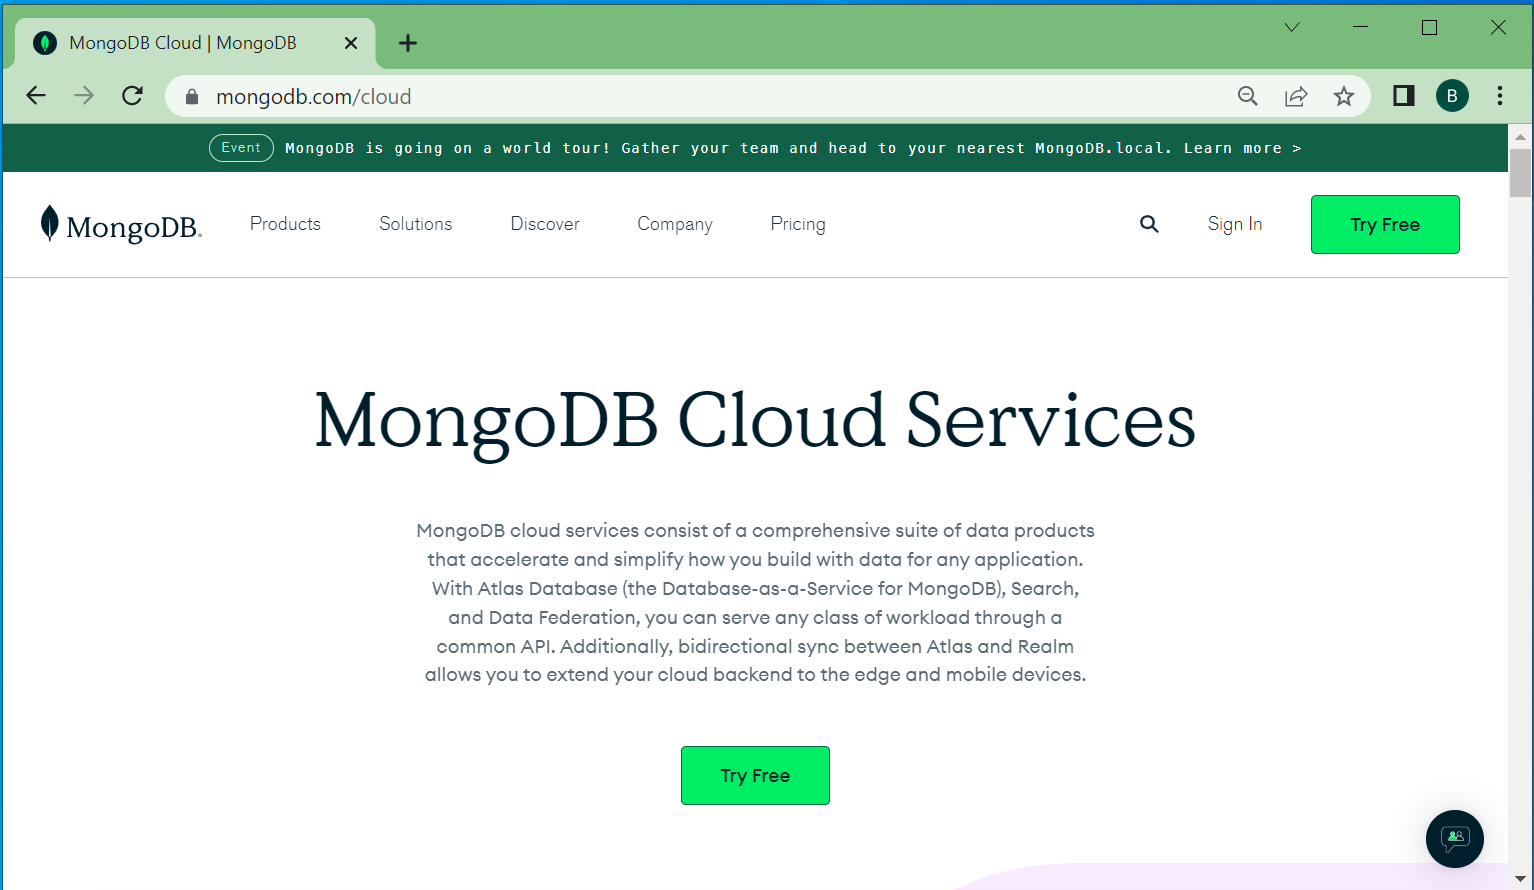 MongoDB Cloud | MongoDB
mongodb.com/cloud
B
Event MongoDB is going on a world tour! Gather your team and head to your nearest MongoDB.local. Learn more >
MongoDB. Products Solutions Discover Company Pricing Sign In Try Free
MongoDB Cloud Services
MongoDB cloud services consist of a comprehensive suite of data products
that accelerate and simplify how you build with data for any application.
With Atlas Database (the Database-as-a-Service for MongoDB), Search,
and Data Federation, you can serve any class of workload through a
common API. Additionally, bidirectional sync between Atlas and Realm
allows you to extend your cloud backend to the edge and mobile devices.
Try Free